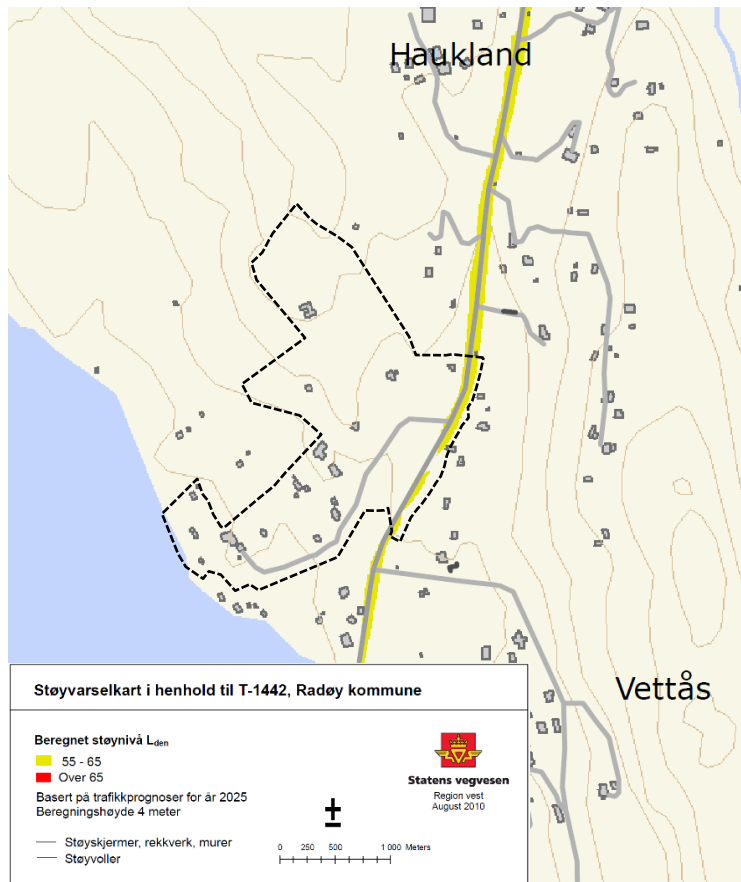 Haukland
Vettås
Støyvarselkart i henhold til T-1442, Radøy kommune
Beregnet støynivå Lden
55 - 65
Over 65
Basert på trafikkprognoser for år 2025
Beregningshøyde 4 meter
Støyskjermer, rekkverk, murer
Støyvoller
0 250 500 1 000 Meters
Statens vegvesen
Region vest
August 2010